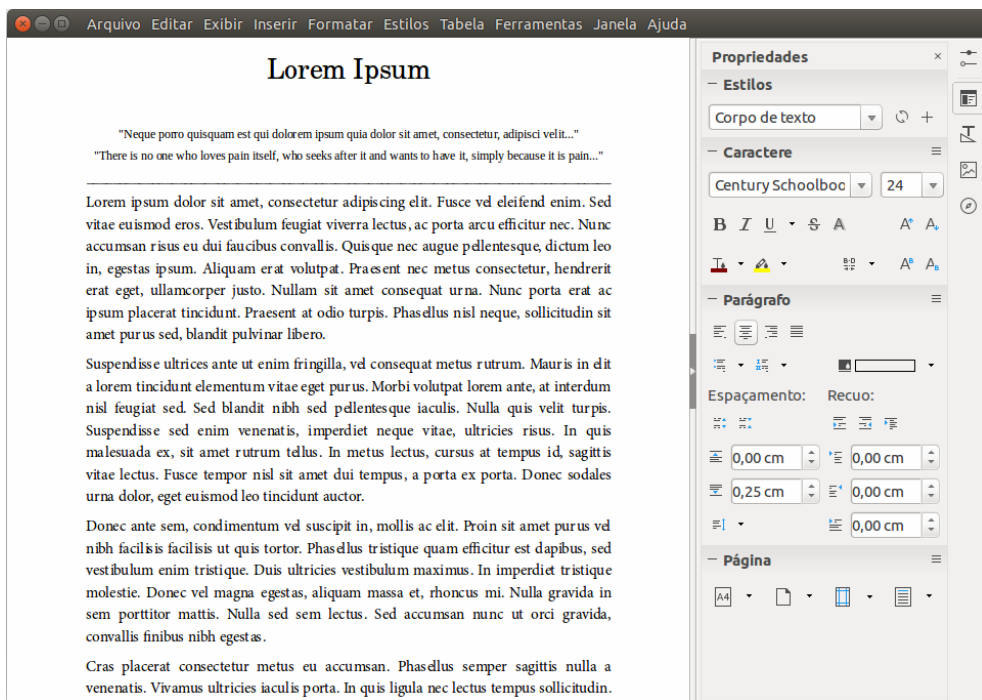 Arquivo Editar Exibir Inserir Formatar Estilos Tabela Ferramentas Janela Ajuda
Lorem Ipsum
"Neque porro quisquam est qui dolorem ipsum quia dolor sit amet, consectetur, adipisci velit..."
"There is no one who loves pain itself, who seeks after it and wants to have it, simply because it is pain..."
Lorem ipsum dolor sit amet, consectetur adipiscing elit. Fusce vel eleifend enim. Sed
vitae euismod eros. Vestibulum feugiat viverra lectus, ac porta arcu efficitur nec. Nunc
accumsan risus eu dui faucibus convallis. Quisque nec augue pellentesque, dictum leo
in, egestas ipsum. Aliquam erat volutpat. Praesent nec metus consectetur, hendrerit
erat eget, ullamcorper justo. Nullam sit amet consequat urna. Nunc porta erat ac
ipsum placerat tincidunt. Praesent at odio turpis. Phasellus nisl neque, sollicitudin sit
amet purus sed, blandit pulvinar libero.
Suspendisse ultrices ante ut enim fringilla, vel consequat metus rutrum. Mauris in elit
a lorem tincidunt elementum vitae eget purus. Morbi volutpat lorem ante, at interdum
nisl feugiat sed. Sed blandit nibh sed pellentesque iaculis. Nulla quis velit turpis.
Suspendisse sed enim venenatis, imperdiet neque vitae, ultricies risus. In quis
malesuada ex, sit amet rutrum tellus. In metus lectus, cursus at tempus id, sagittis
vitae lectus. Fusce tempor nisl sit amet dui tempus, a porta ex porta. Donec sodales
urna dolor, eget euismod leo tincidunt auctor.
Donec ante sem, condimentum vel suscipit in, mollis ac elit. Proin sit amet purus vel
nibh facilisis facilisis ut quis tortor. Phasellus tristique quam efficitur est dapibus, sed
vestibulum enim tristique. Duis ultricies vestibulum maximus. In imperdiet tristique
molestie. Donec vel magna egestas, aliquam massa et, rhoncus mi. Nulla gravida in
sem porttitor mattis. Nulla sed sem lectus. Sed accumsan nunc ut orci gravida,
convallis finibus nibh egestas.
Cras placerat consectetur metus eu accumsan. Phasellus semper sagittis nulla a
venenatis. Vivamus ultricies iaculis porta. In quis ligula nec lectus tempus sollicitudin.
Propriedades
Estilos
Corpo de texto
Caractere
Century Schoolboo 24
B I U S A A A
A A
Parágrafo
Espaçamento: Recuo:
0,00 cm 0,00 cm
0,25 cm 0,00 cm
0,00 cm
Página
A4